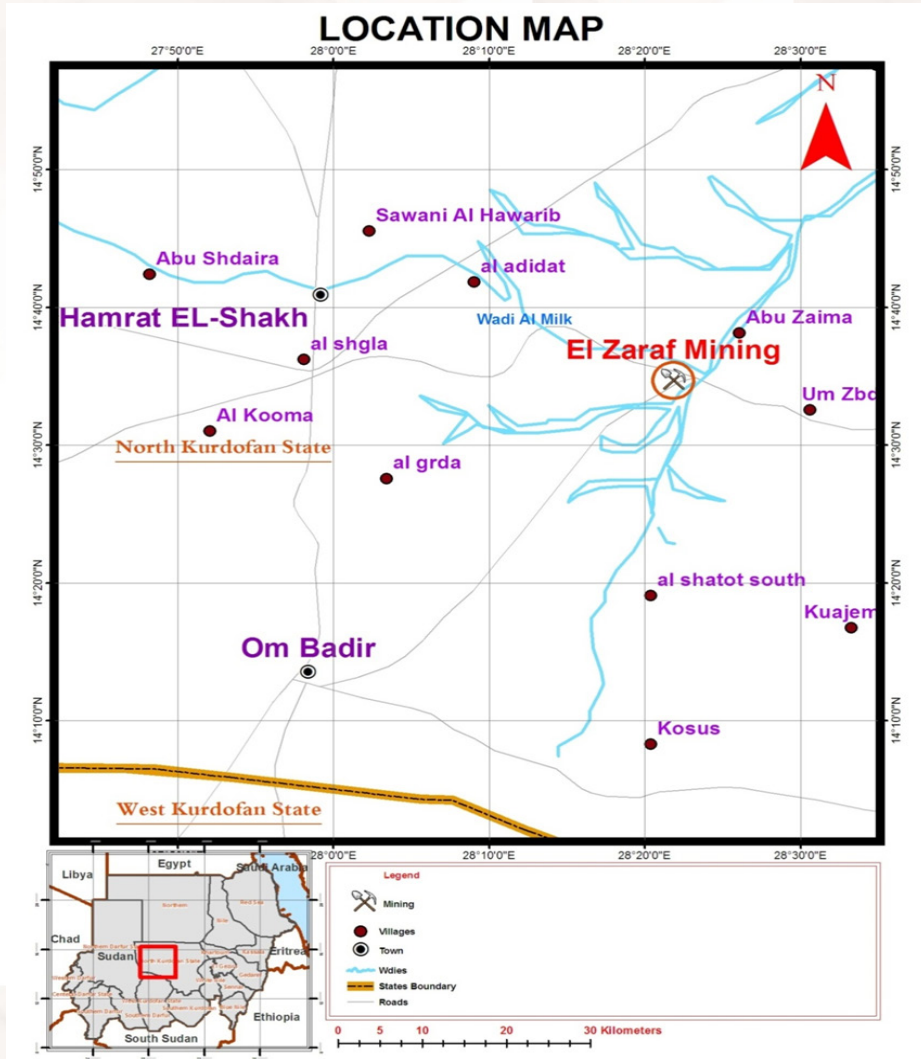 LOCATION MAP
27°50'0"E
28°0'0"E
28°10'0"E
28°20'0"E
28°30'0"E
N
14°50'0"N
14°50'0"N
Sawani Al Hawarib
Abu Shdaira
al adidat
14°40'0"N
Hamrat EL-Shakh
Wadi Al Milk
Abu Zaima
14°40'0"N
al shgla
El Zaraf Mining
Um Zbd
Al Kooma
14°30'0"N
North Kurdofan State
14°30'0"N
al grda
14°20'0"N
al shatot south
14°20'0"N
Kuajem
Om Badir
14°10'0"N
Kosus
14°10'0"N
West Kurdofan State
28°0'0"E
28°10'0"E
28°20'0"E
28°30'0"E
Egypt
Saudi Arabia
Libya
Northern
Red Sea
Chad
Sudan
Eritrea
Ethiopia
South Sudan
Legend
Mining
Villages
Town
Wdies
States Boundary
Roads
0 5 10 20 30 Kilometers